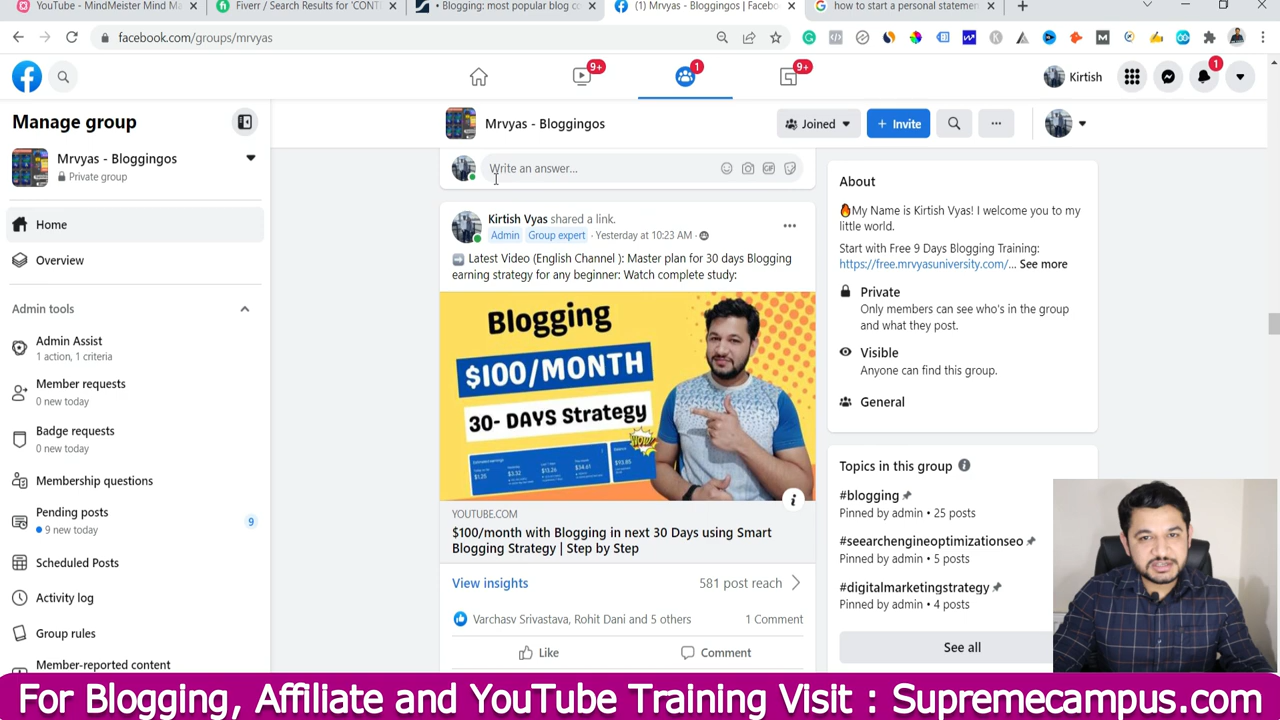 YouTube - MindMeister Mind Ma
Fiverr / Search Results for 'CONT
• Blogging: most popular blog co
(1) Mrvyas - Bloggingos | Facebo
how to start a personal statemen
facebook.com/groups/mrvyas
9+
1
9+
Kirtish
1
Manage group
Mrvyas - Bloggingos
Private group
Home
Overview
Admin tools
Admin Assist
1 action, 1 criteria
Member requests
0 new today
Badge requests
0 new today
Membership questions
Pending posts
9 new today
9
Scheduled Posts
Activity log
Group rules
Member-reported content
Mrvyas - Bloggingos
Joined
+ Invite
Write an answer...
Kirtish Vyas shared a link.
Admin Group expert · Yesterday at 10:23 AM ·
Latest Video (English Channel ): Master plan for 30 days Blogging
earning strategy for any beginner: Watch complete study:
Blogging
$100/MONTH
30- DAYS Strategy
WOW!
YOUTUBE.COM
$100/month with Blogging in next 30 Days using Smart
Blogging Strategy | Step by Step
View insights
581 post reach
Varchasv Srivastava, Rohit Dani and 5 others
1 Comment
Like
Comment
About
My Name is Kirtish Vyas! I welcome you to my
little world.
Start with Free 9 Days Blogging Training:
https://free.mrvyasuniversity.com/... See more
Private
Only members can see who's in the group
and what they post.
Visible
Anyone can find this group.
General
Topics in this group
#blogging
Pinned by admin • 25 posts
#seearchengineoptimizationseo
Pinned by admin • 5 posts
#digitalmarketingstrategy
Pinned by admin • 4 posts
See all
For Blogging, Affiliate and YouTube Training Visit : Supremecampus.com